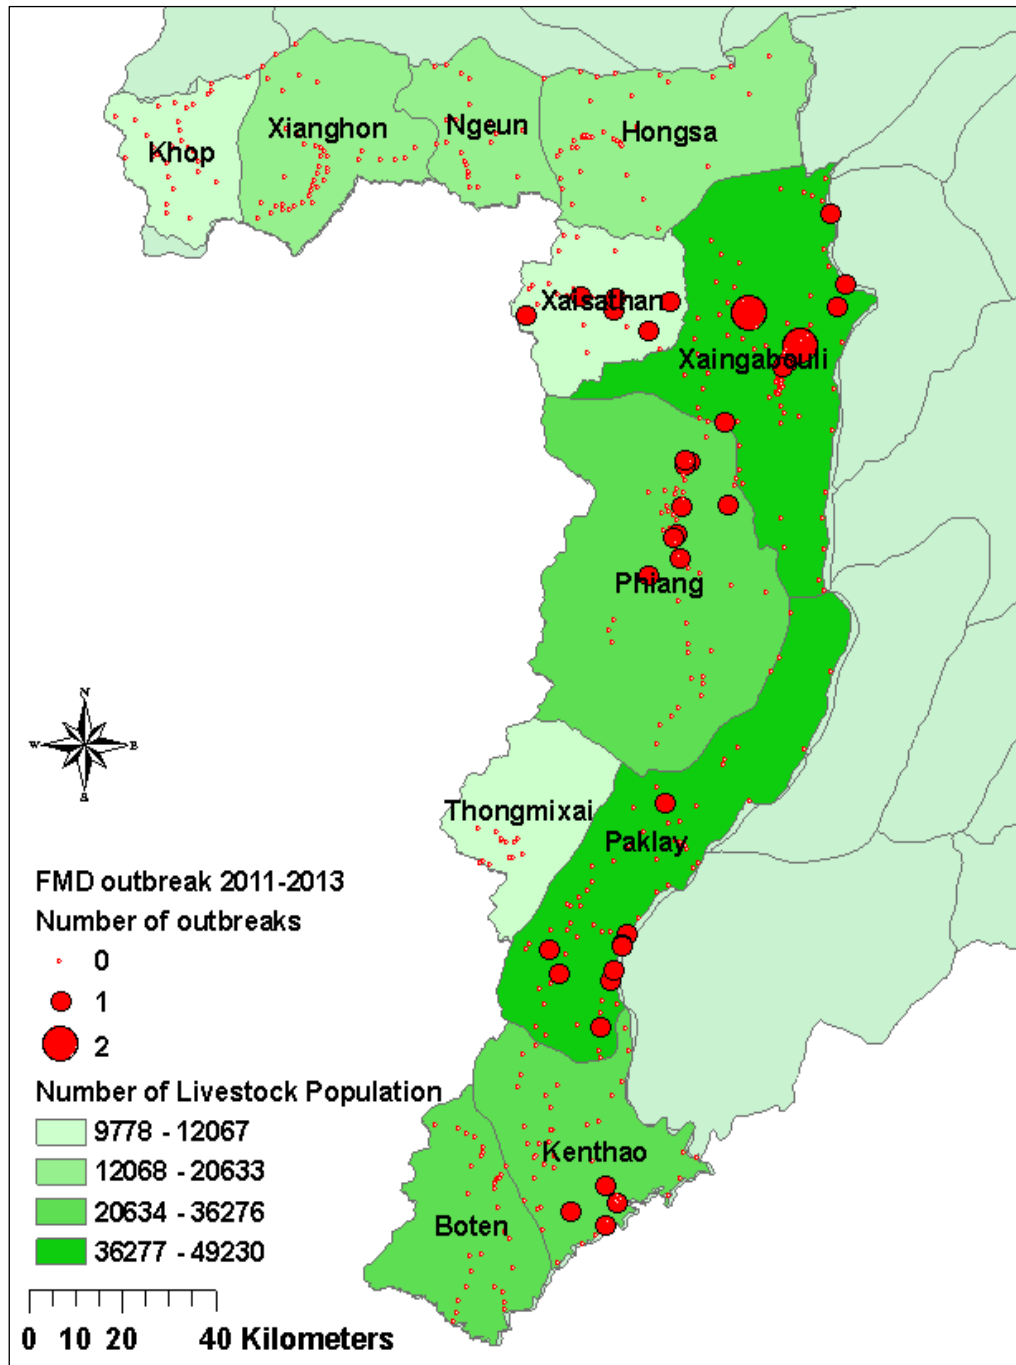 Xianghon
Ngeun
Hongsa
Khop
Xaisathan
Xaingabouli
Phiang
N
W
E
S
Thongmixai
Paklay
FMD outbreak 2011-2013
Number of outbreaks
0
1
2
Number of Livestock Population
9778 - 12067
12068 - 20633
20634 - 36276
36277 - 49230
Kenthao
Boten
0 10 20 40 Kilometers